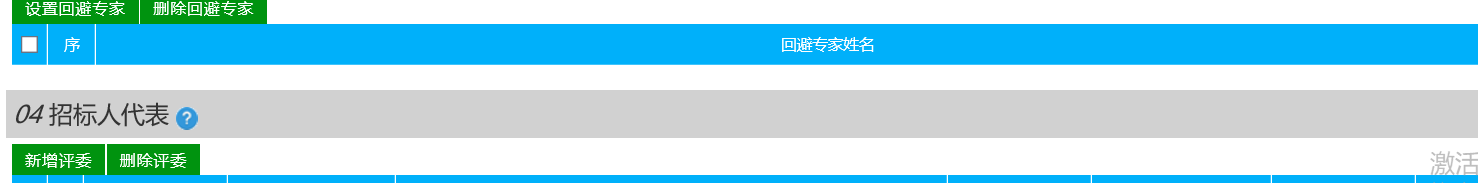 设置回避专家 删除回避专家
序 回避专家姓名
04 招标人代表 ?
新增评委 删除评委
激活